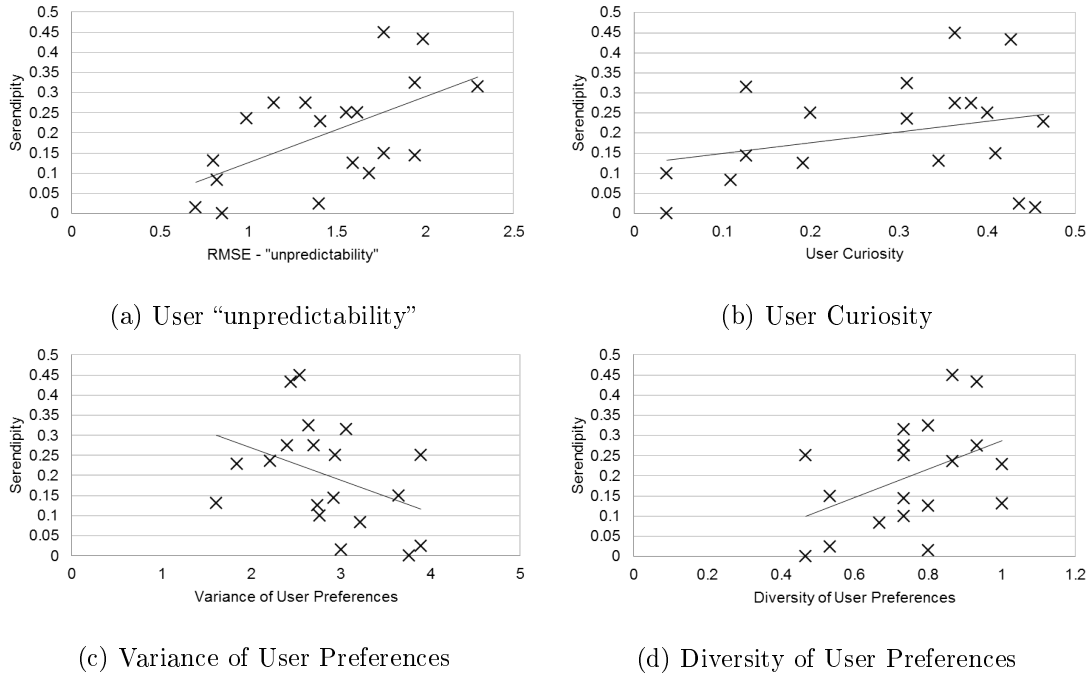 0.5
0.45
0.4
0.35
0.3
0.25
0.2
0.15
0.1
0.05
0
Serendipity
0 0.5 1 1.5 2 2.5
RMSE - "unpredictability"
(a) User “unpredictability”
0.5
0.45
0.4
0.35
0.3
0.25
0.2
0.15
0.1
0.05
0
Serendipity
0 0.1 0.2 0.3 0.4 0.5
User Curiosity
(b) User Curiosity
0.5
0.45
0.4
0.35
0.3
0.25
0.2
0.15
0.1
0.05
0
Serendipity
0 1 2 3 4 5
Variance of User Preferences
(c) Variance of User Preferences
0.5
0.45
0.4
0.35
0.3
0.25
0.2
0.15
0.1
0.05
0
Serendipity
0 0.2 0.4 0.6 0.8 1 1.2
Diversity of User Preferences
(d) Diversity of User Preferences